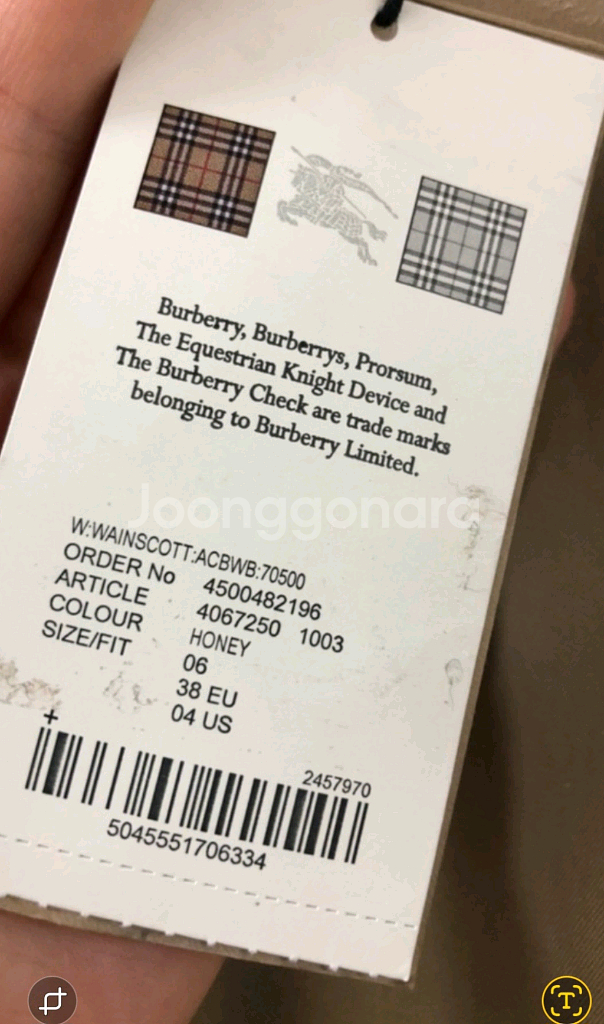 Burberry, Burberrys, Prorsum,
The Equestrian Knight Device and
The Burberry Check are trade marks
belonging to Burberry Limited.
Joonggonara
W:WAINSCOTT:ACBWB:70500
ORDER No 4500482196
ARTICLE 4067250 1003
COLOUR HONEY
SIZE/FIT 06
38 EU
04 US
+
2457970
5045551706334
T